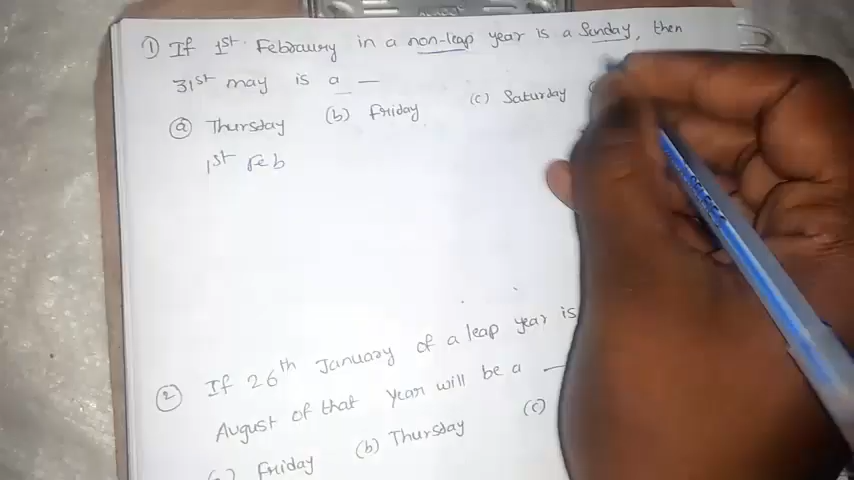 ① If 1st Febraury in a non-leap year is a Sunday, then
31st may is a —
ⓐ Thursday (b) Friday (c) Saturday
1st Feb
② If 26th January of a leap year is
August of that year will be a —
Friday (b) Thursday (c)